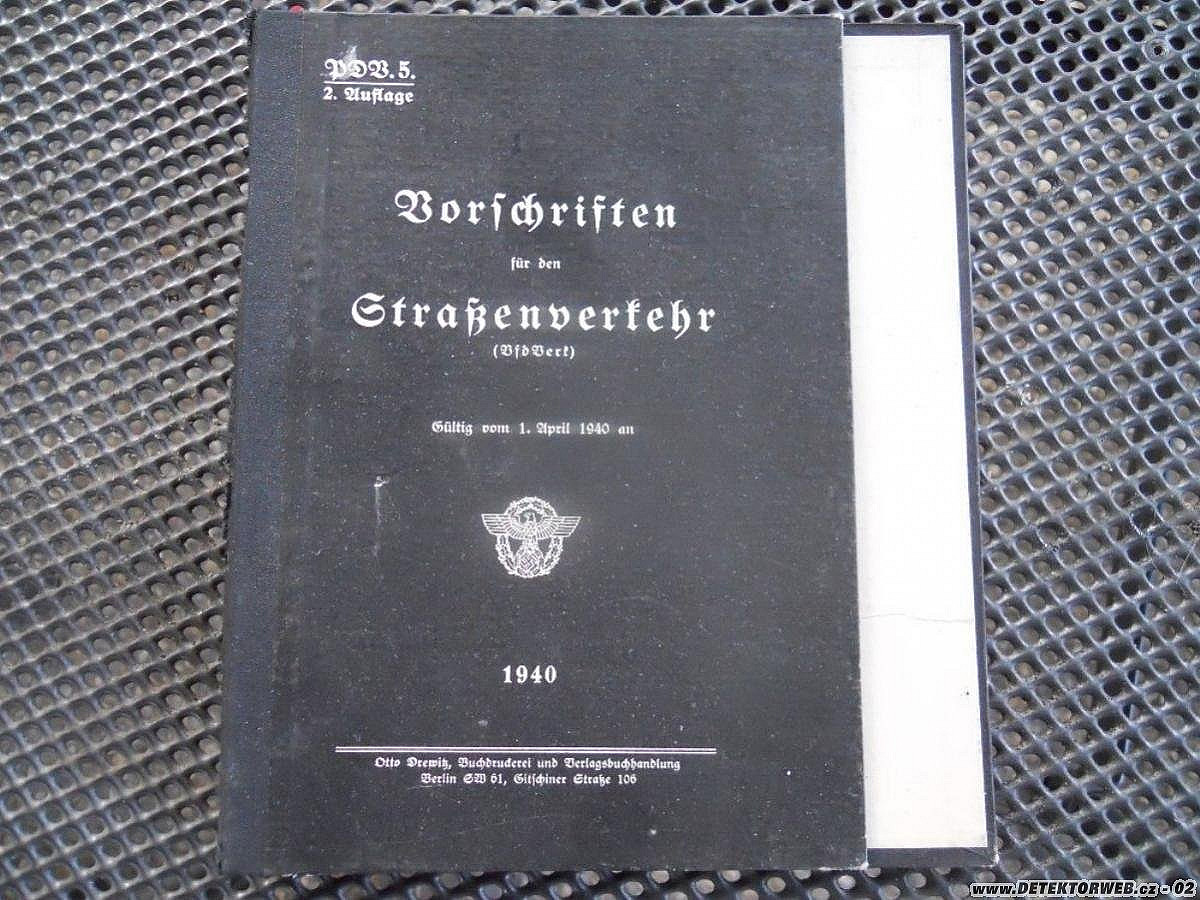 PDV. 5.
2. Auflage
Vorschriften
für den
Straßenverkehr
(VfdVerk)
Gültig vom 1. April 1940 an
1940
Otto Drewitz, Buchdruckerei und Verlagsbuchhandlung
Berlin SW 61, Gitschiner Straße 106
www.DETEKTORWEB.cz - 02